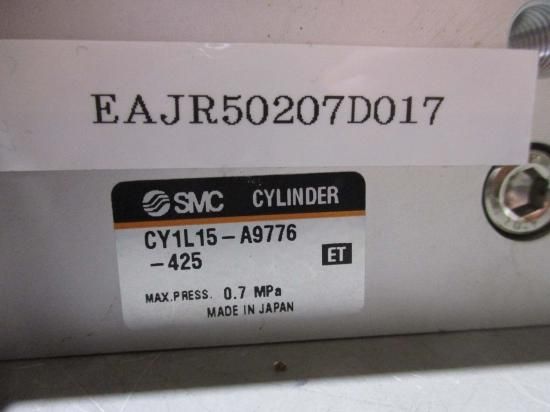 EAJR50207D017
SMC CYLINDER
CY1L15-A9776
-425
ET
MAX.PRESS. 0.7 MPa
MADE IN JAPAN